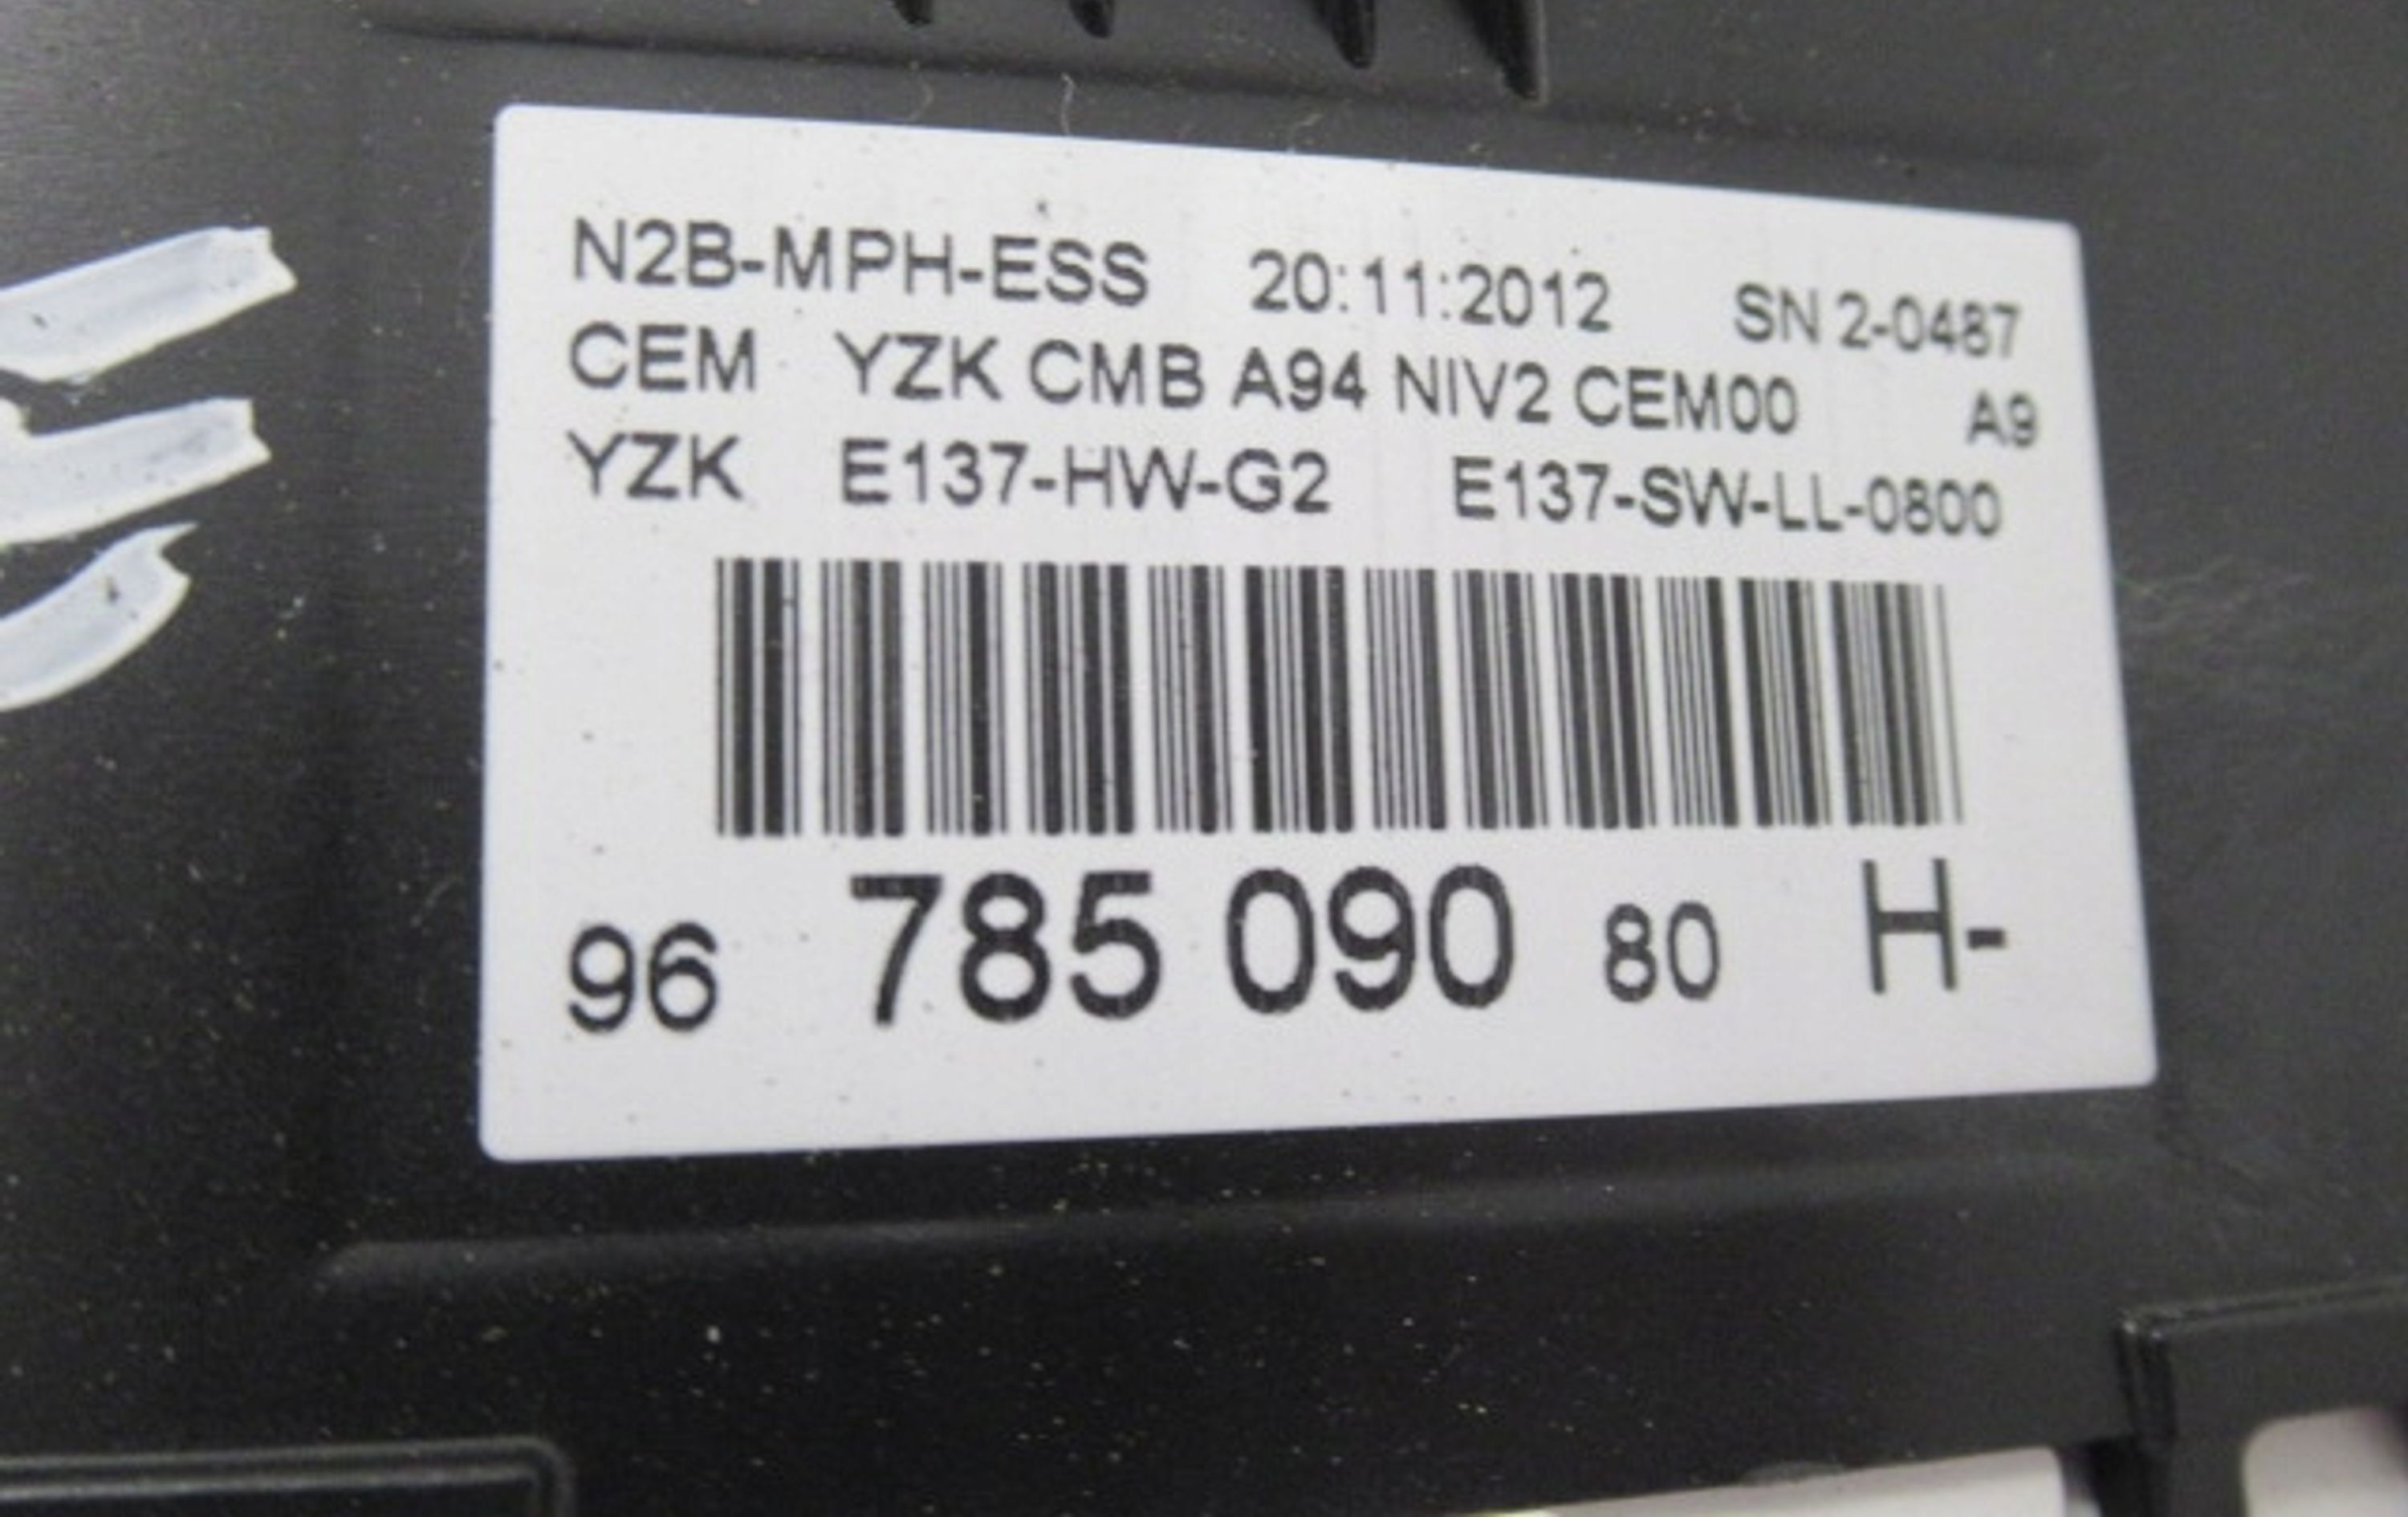 N2B-MPH-ESS 20:11:2012 SN 2-0487
CEM YZK CMB A94 NIV2 CEM00 A9
YZK E137-HW-G2 E137-SW-LL-0800
96 785 090 80 H-